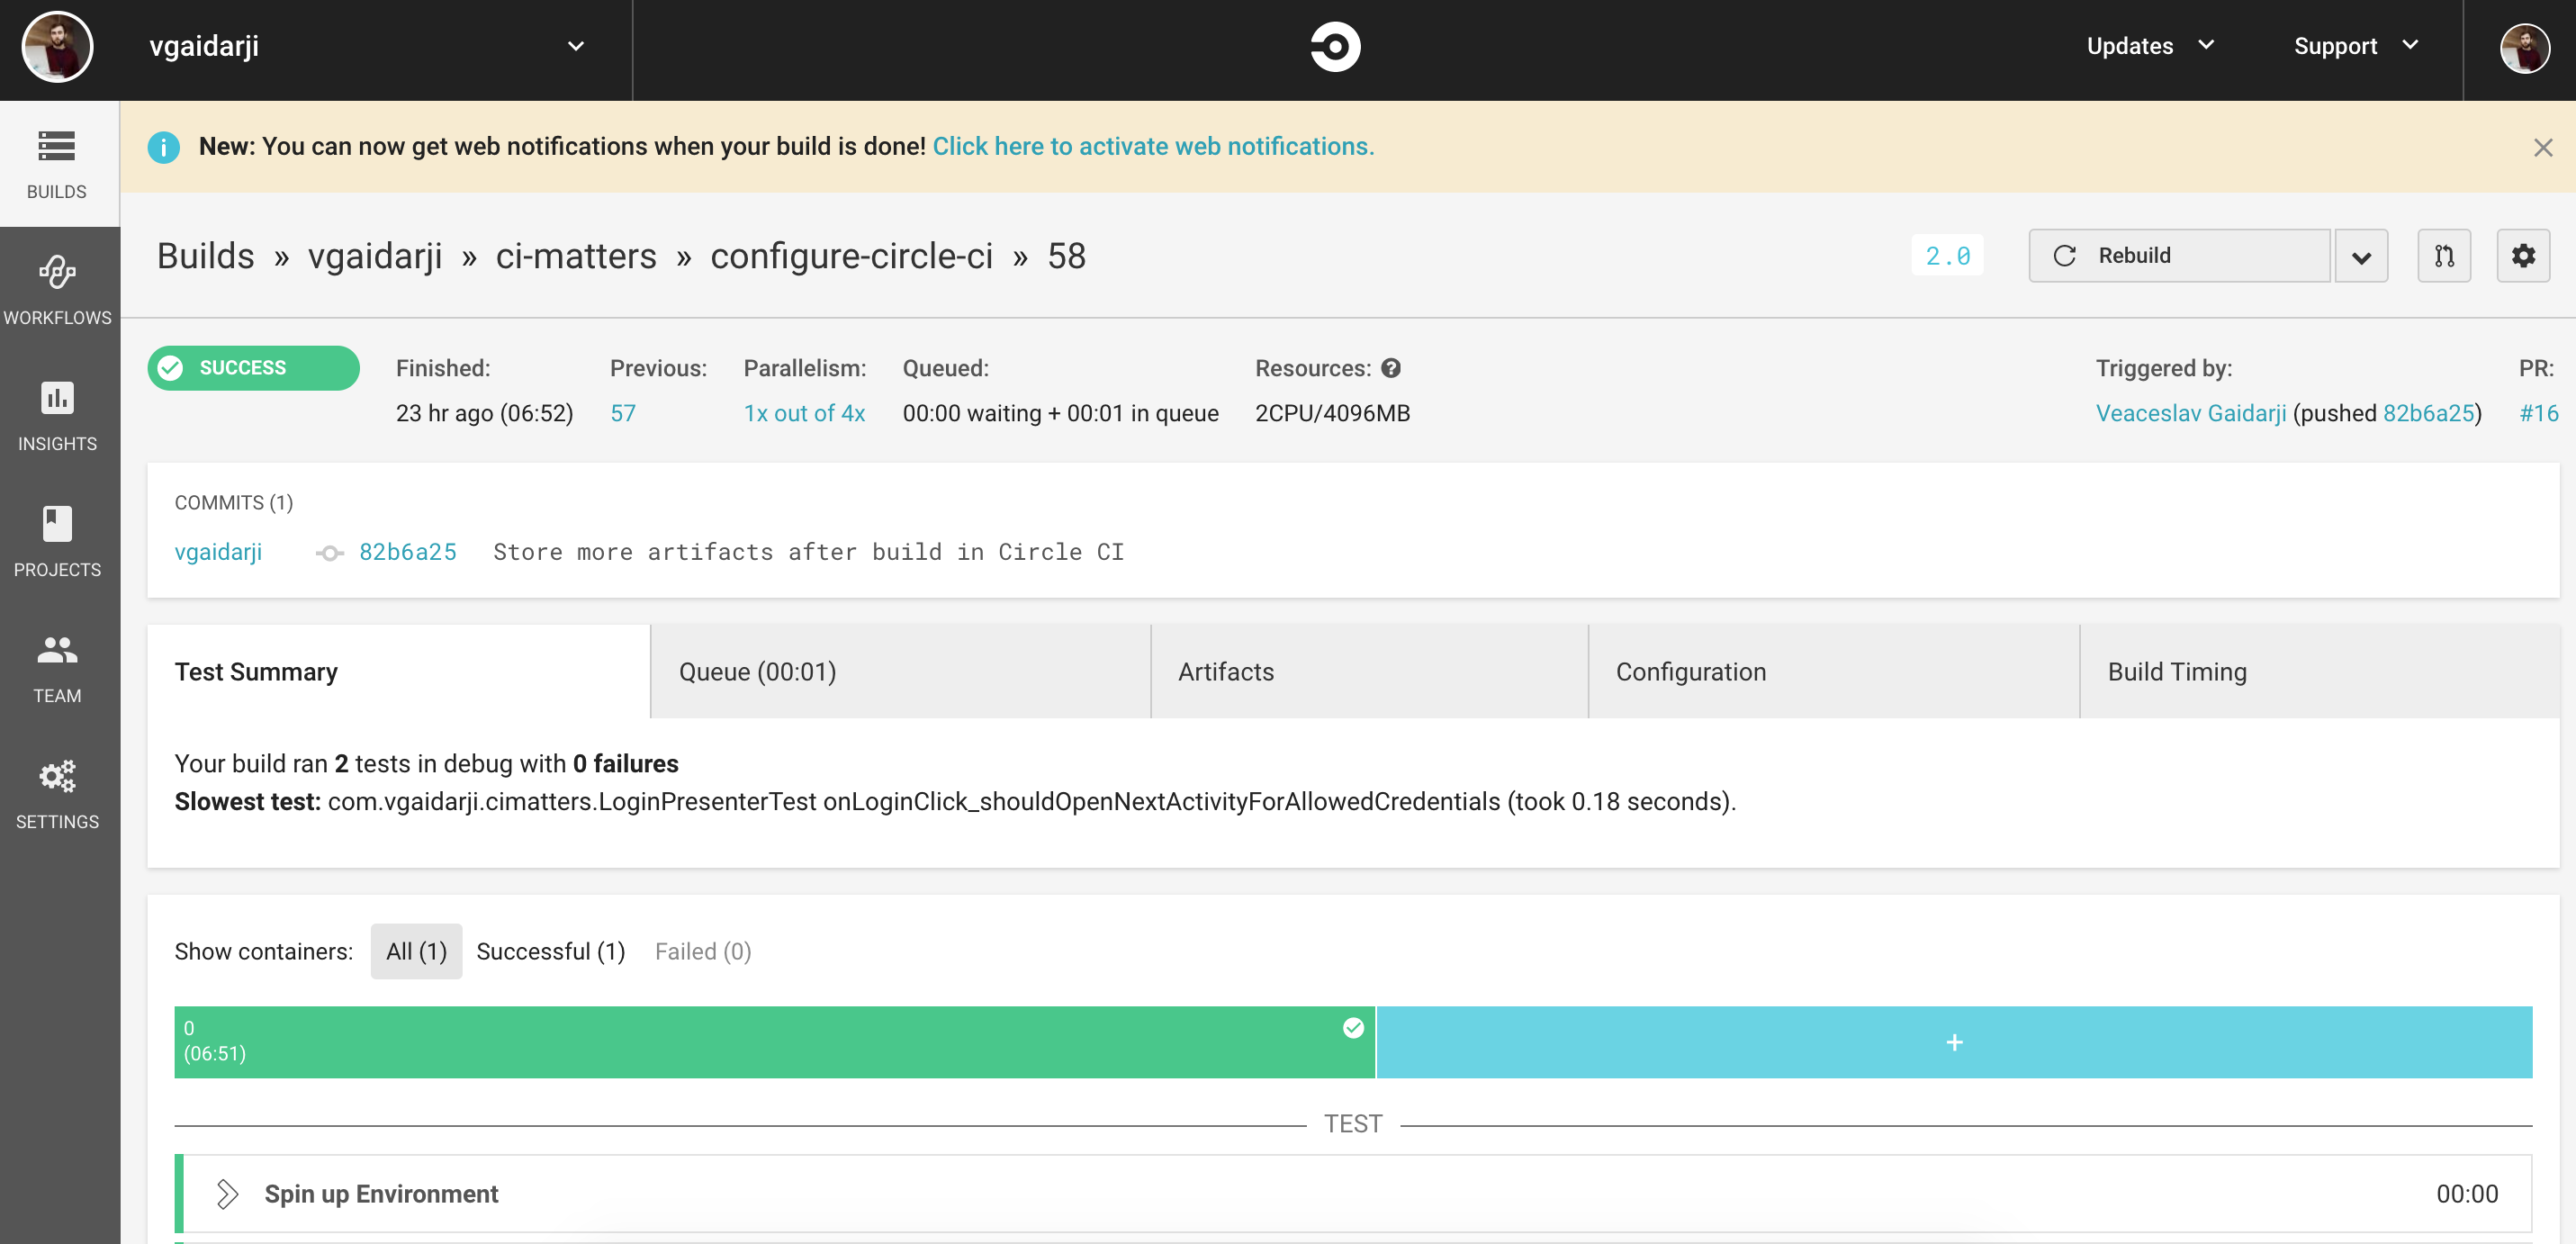 vgaidarji
Updates
Support
BUILDS
WORKFLOWS
INSIGHTS
PROJECTS
TEAM
SETTINGS
New: You can now get web notifications when your build is done! Click here to activate web notifications.
Builds » vgaidarji » ci-matters » configure-circle-ci » 58
2.0
Rebuild
SUCCESS
Finished:
23 hr ago (06:52)
Previous:
57
Parallelism:
1x out of 4x
Queued:
00:00 waiting + 00:01 in queue
Resources:
2CPU/4096MB
Triggered by:
Veaceslav Gaidarji (pushed 82b6a25)
PR:
#16
COMMITS (1)
vgaidarji 82b6a25 Store more artifacts after build in Circle CI
Test Summary
Queue (00:01)
Artifacts
Configuration
Build Timing
Your build ran 2 tests in debug with 0 failures
Slowest test: com.vgaidarji.cimatters.LoginPresenterTest onLoginClick_shouldOpenNextActivityForAllowedCredentials (took 0.18 seconds).
Show containers: All (1) Successful (1) Failed (0)
0
(06:51)
+
TEST
Spin up Environment 00:00